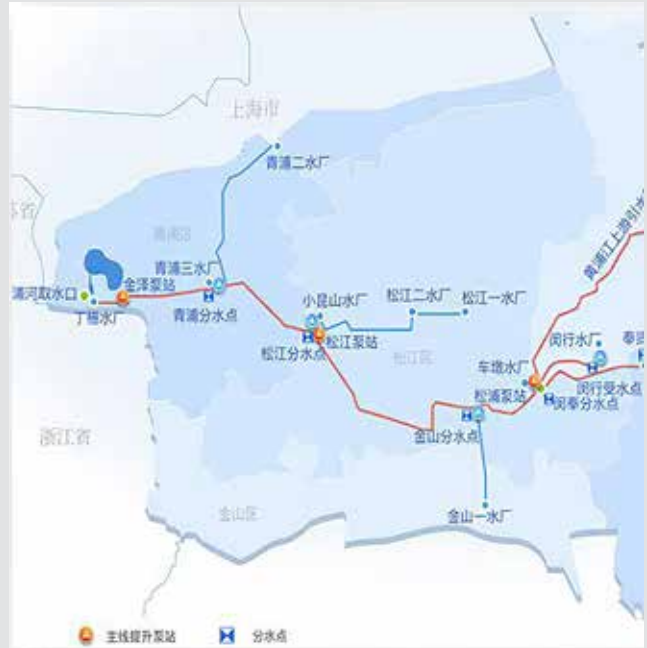 上海市
青浦二水厂
苏省
青浦区
黄浦江上游引水
青浦三水厂
金泽泵站
浦河取水口
丁栅水厂
青浦分水点
小昆山水厂
松江二水厂
松江一水厂
松江泵站
松江分水点
松江区
闵行水厂
奉贤
车墩水厂
松浦泵站
闵行受水点
闵奉分水点
金山分水点
浙江省
金山区
金山一水厂
主线提升泵站
分水点